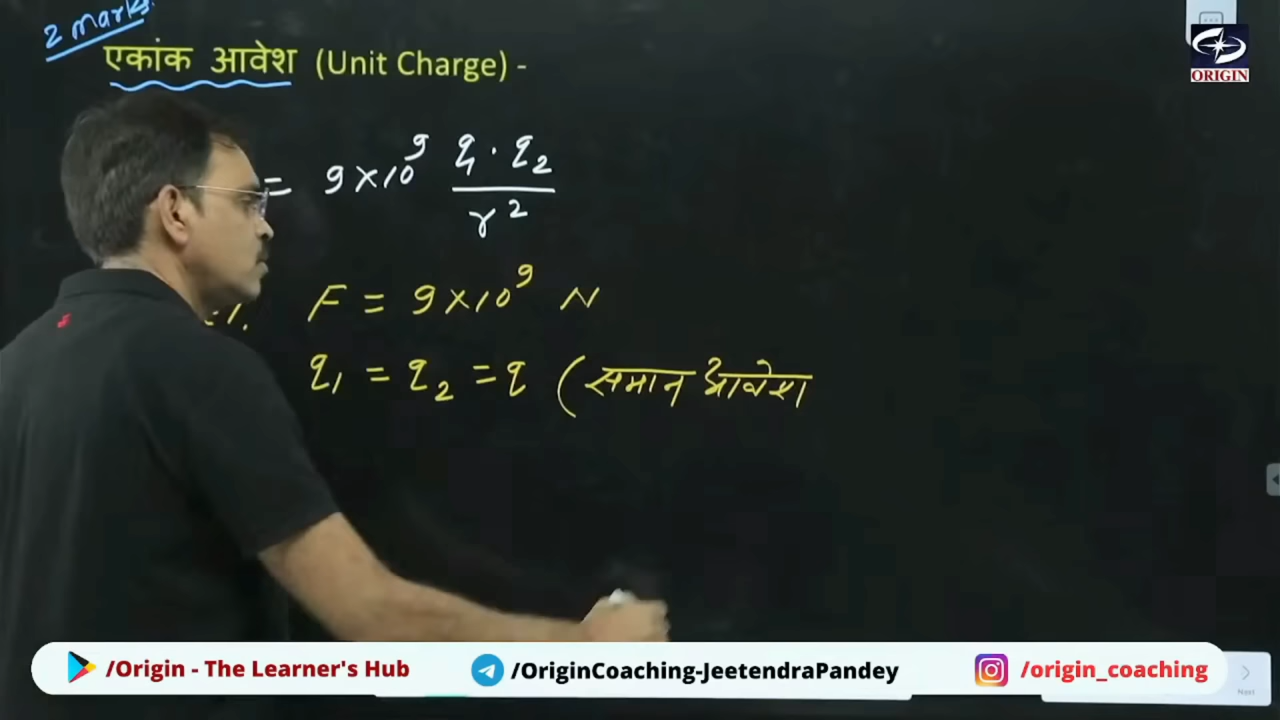 2 marks.
एकांक आवेश (Unit Charge) -
= 9×10⁹ q₁·q₂
r²
F = 9×10⁹ N
q₁ = q₂ = q (समान आवेश
ORIGIN
/Origin - The Learner's Hub
/OriginCoaching-JeetendraPandey
/origin_coaching
Next